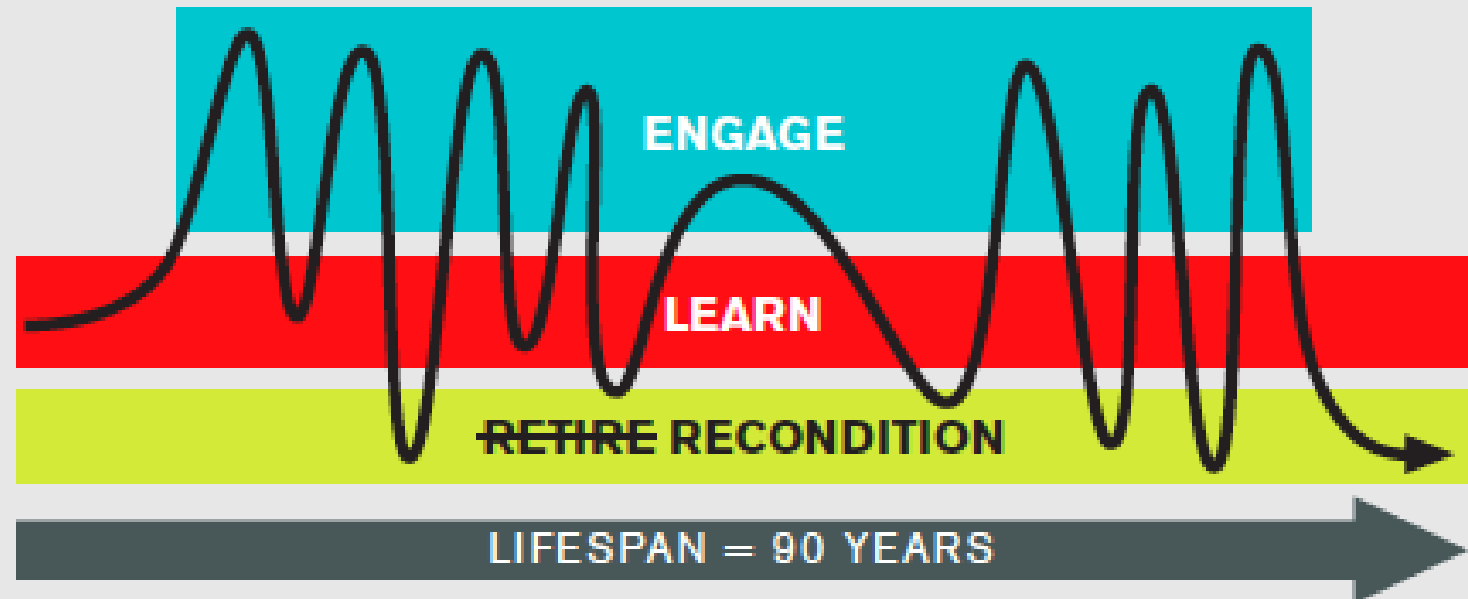 ENGAGE
LEARN
RETIRE RECONDITION
LIFESPAN = 90 YEARS